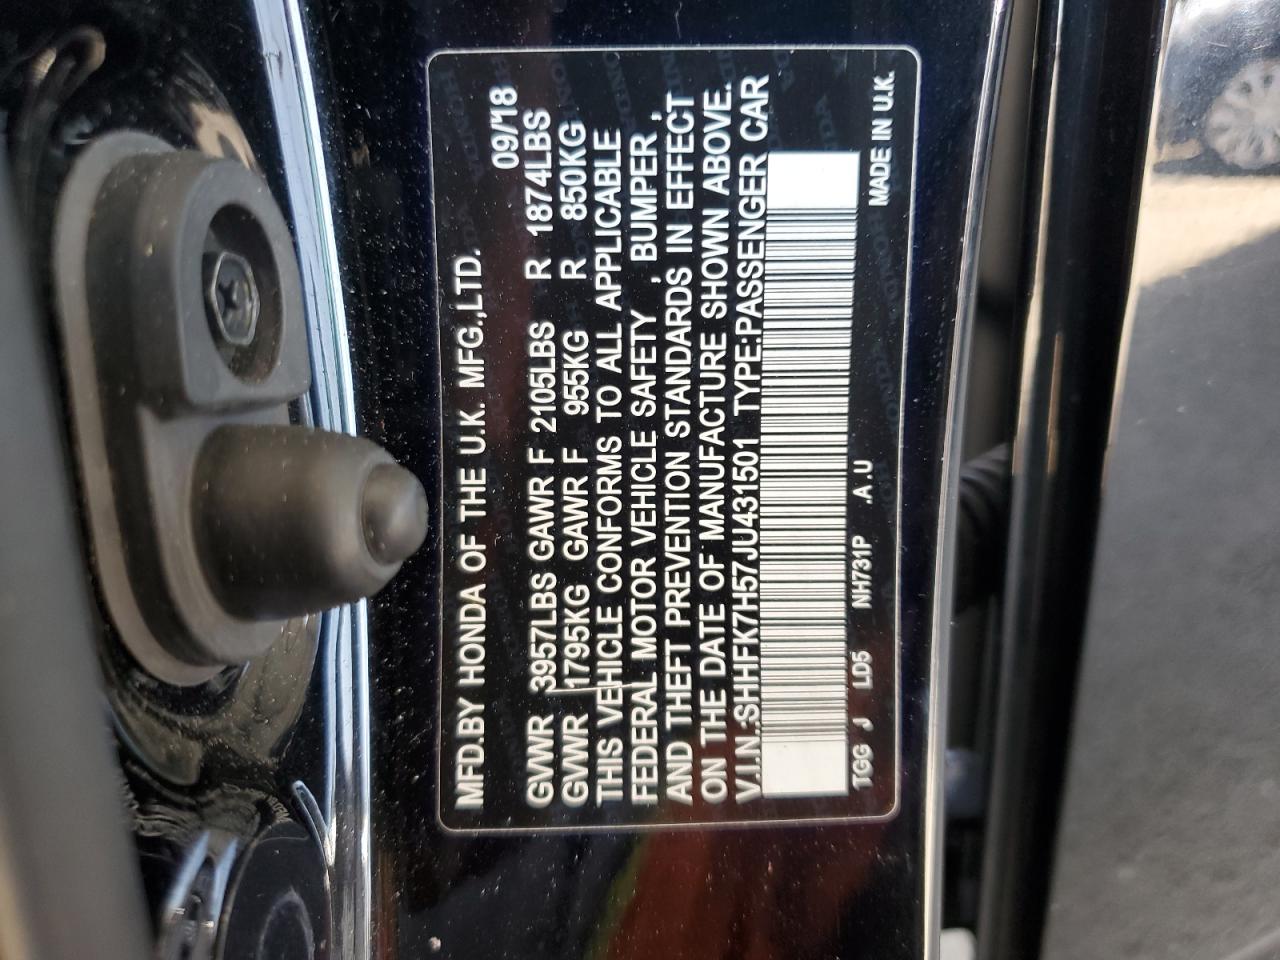 MFD.BY HONDA OF THE U.K. MFG.,LTD.
09/18
GVWR 3957LBS GAWR F 2105LBS R 1874LBS
GVWR 1795KG GAWR F 955KG R 850KG
THIS VEHICLE CONFORMS TO ALL APPLICABLE
FEDERAL MOTOR VEHICLE SAFETY , BUMPER ,
AND THEFT PREVENTION STANDARDS IN EFFECT
ON THE DATE OF MANUFACTURE SHOWN ABOVE.
V.I.N.:SHHFK7H57JU431501 TYPE:PASSENGER CAR
TGG J LD5 NH731P .A.U MADE IN U.K.